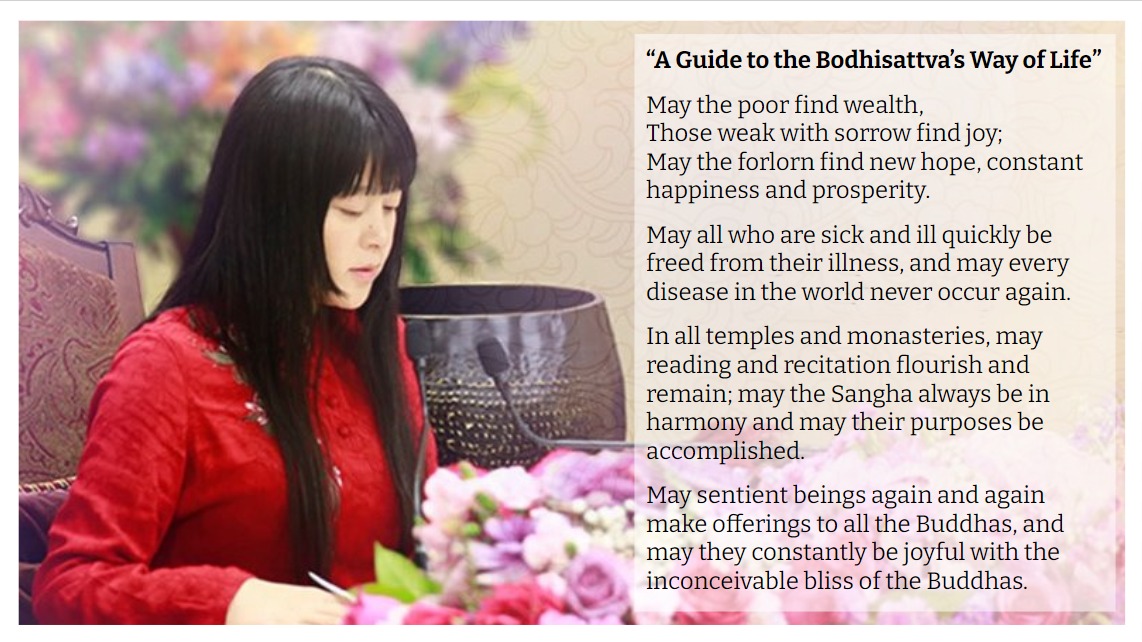 “A Guide to the Bodhisattva’s Way of Life”
May the poor find wealth,
Those weak with sorrow find joy;
May the forlorn find new hope, constant
happiness and prosperity.
May all who are sick and ill quickly be
freed from their illness, and may every
disease in the world never occur again.
In all temples and monasteries, may
reading and recitation flourish and
remain; may the Sangha always be in
harmony and may their purposes be
accomplished.
May sentient beings again and again
make offerings to all the Buddhas, and
may they constantly be joyful with the
inconceivable bliss of the Buddhas.